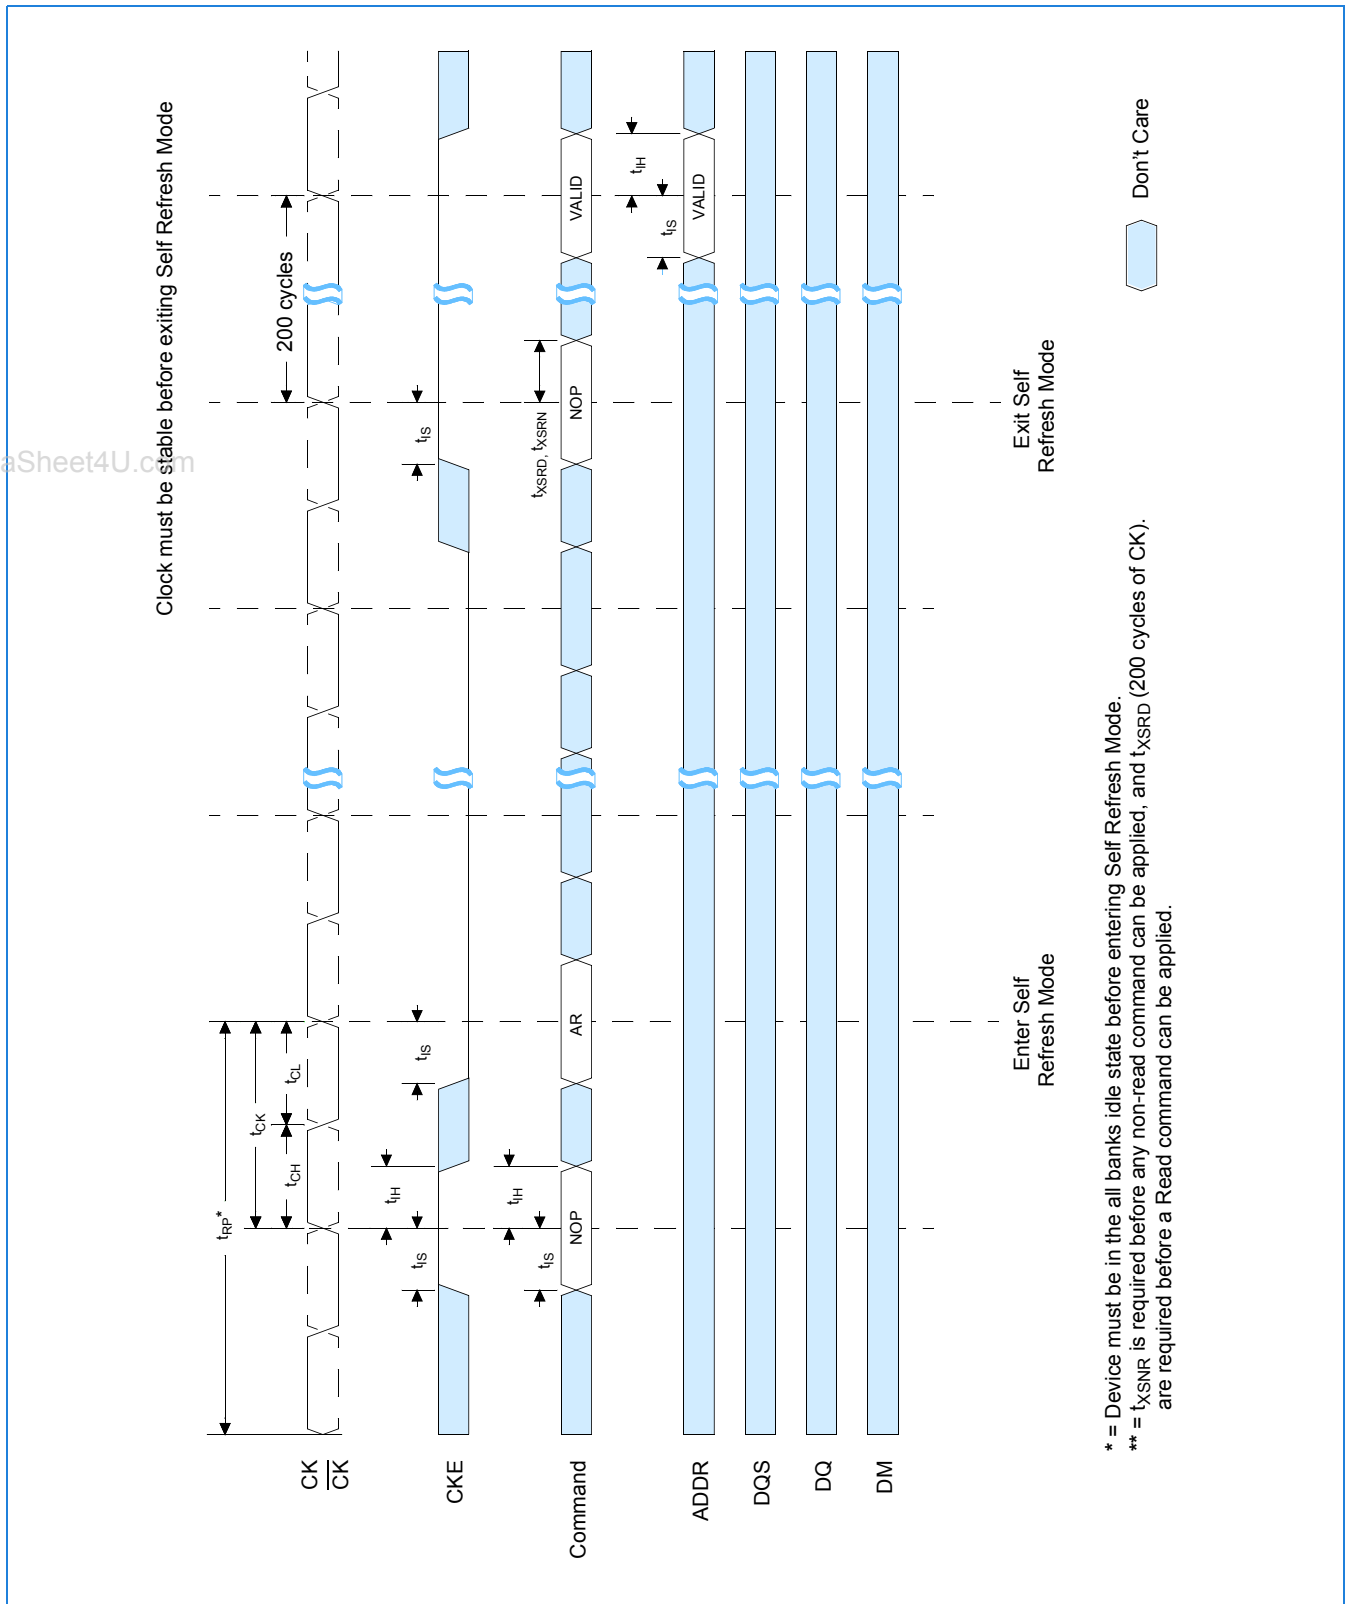 Clock must be stable before exiting Self Refresh Mode
tRP*
tCK
tCH
tCL
200 cycles
CK
CK
tIS
tIH
tIS
tIS
CKE
tIS
tIH
tXSRD, tXSRN
Command
NOP
AR
NOP
VALID
tIS
tIH
ADDR
VALID
DQS
DQ
DM
Enter Self
Refresh Mode
Exit Self
Refresh Mode
Don't Care
* = Device must be in the all banks idle state before entering Self Refresh Mode.
** = tXSNR is required before any non-read command can be applied, and tXSRD (200 cycles of CK).
are required before a Read command can be applied.
aSheet4U.com